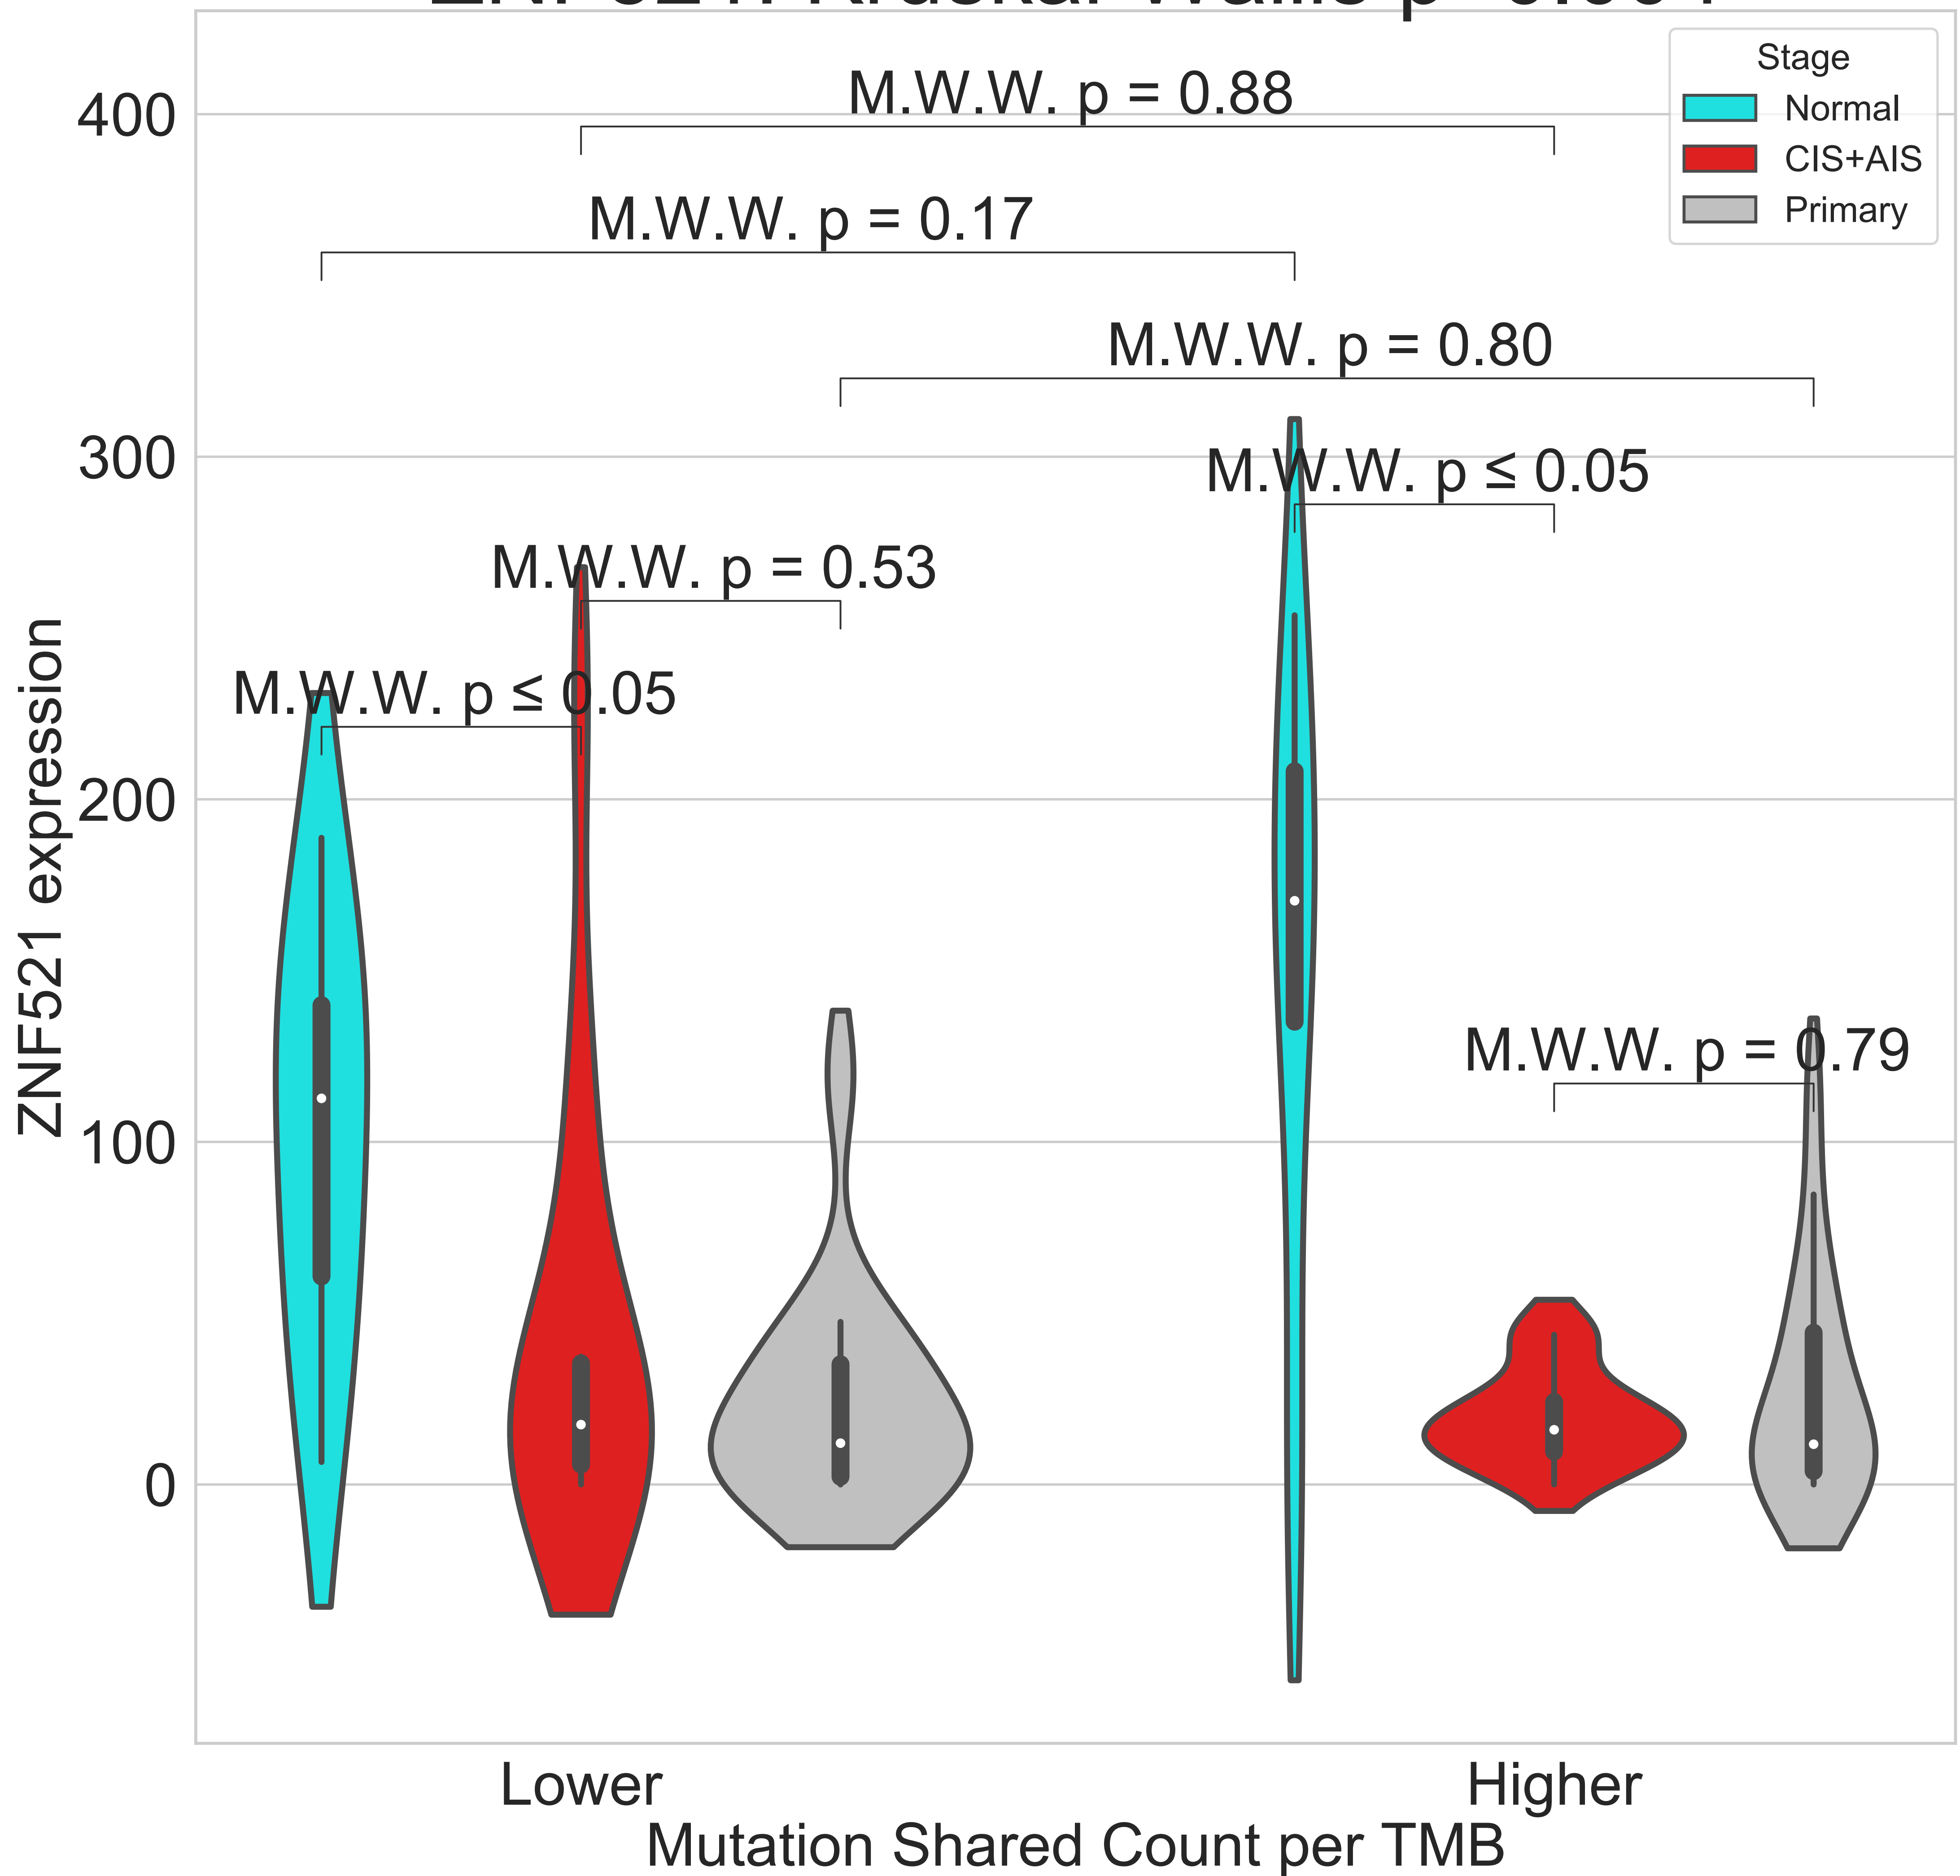 Stage
Normal
CIS+AIS
Primary
400
300
200
100
0
ZNF521 expression
M.W.W. p = 0.88
M.W.W. p = 0.17
M.W.W. p = 0.80
M.W.W. p ≤ 0.05
M.W.W. p = 0.53
M.W.W. p ≤ 0.05
M.W.W. p = 0.79
Lower
Higher
Mutation Shared Count per TMB